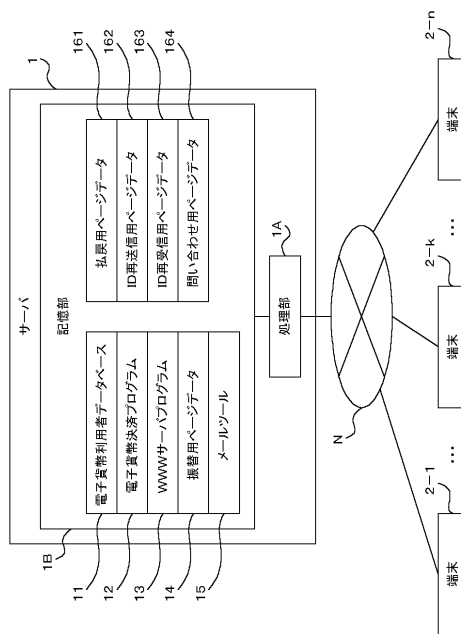 サーバ
1
記憶部
1B
電子貨幣利用者データベース
11
電子貨幣決済プログラム
12
WWWサーバプログラム
13
振替用ページデータ
14
メールツール
15
払戻用ページデータ
161
ID再送信用ページデータ
162
ID再受信用ページデータ
163
問い合わせ用ページデータ
164
処理部
1A
N
2-1
端末
...
2-k
端末
...
2-n
端末